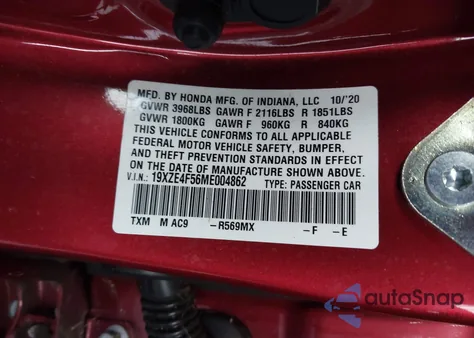 MFD. BY HONDA MFG. OF INDIANA, LLC 10/'20
GVWR 3968LBS GAWR F 2116LBS R 1851LBS
GVWR 1800KG GAWR F 960KG R 840KG
THIS VEHICLE CONFORMS TO ALL APPLICABLE
FEDERAL MOTOR VEHICLE SAFETY, BUMPER,
AND THEFT PREVENTION STANDARDS IN EFFECT
ON THE DATE OF MANUFACTURE SHOWN ABOVE.
V.I.N.: 19XZE4F56ME004862 TYPE: PASSENGER CAR
TXM M AC9 -R569MX -F -E
autoSnap